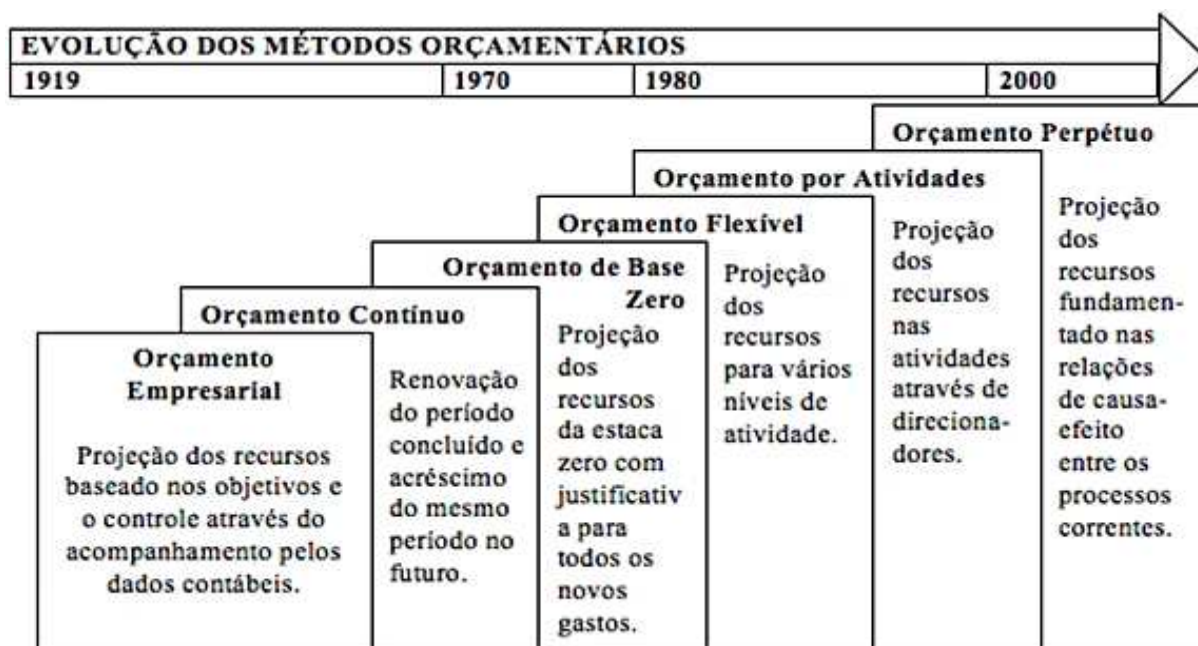 EVOLUÇÃO DOS MÉTODOS ORÇAMENTÁRIOS
1919
1970
1980
2000
Orçamento
Empresarial
Projeção dos recursos
baseado nos objetivos e
o controle através do
acompanhamento pelos
dados contábeis.
Orçamento Contínuo
Renovação
do período
concluído e
acréscimo
do mesmo
período no
futuro.
Orçamento de Base
Zero
Projeção
dos
recursos
da estaca
zero com
justificativ
a para
todos os
novos
gastos.
Orçamento Flexível
Projeção
dos
recursos
para vários
níveis de
atividade.
Orçamento por Atividades
Projeção
dos
recursos
nas
atividades
através de
direciona-
dores.
Orçamento Perpétuo
Projeção
dos
recursos
fundamen-
tado nas
relações
de causa-
efeito
entre os
processos
correntes.